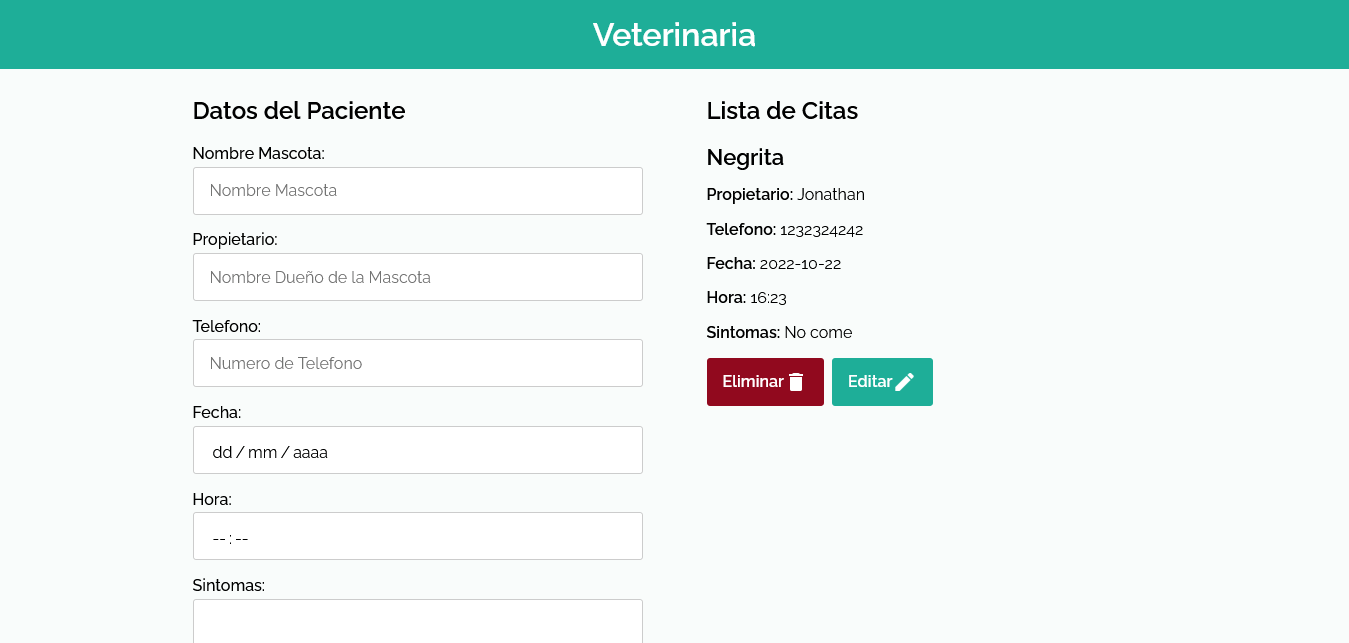 Veterinaria
Datos del Paciente
Nombre Mascota:
Nombre Mascota
Propietario:
Nombre Dueño de la Mascota
Telefono:
Numero de Telefono
Fecha:
dd / mm / aaaa
Hora:
-- : --
Sintomas:
Lista de Citas
Negrita
Propietario: Jonathan
Telefono: 1232324242
Fecha: 2022-10-22
Hora: 16:23
Sintomas: No come
Eliminar
Editar